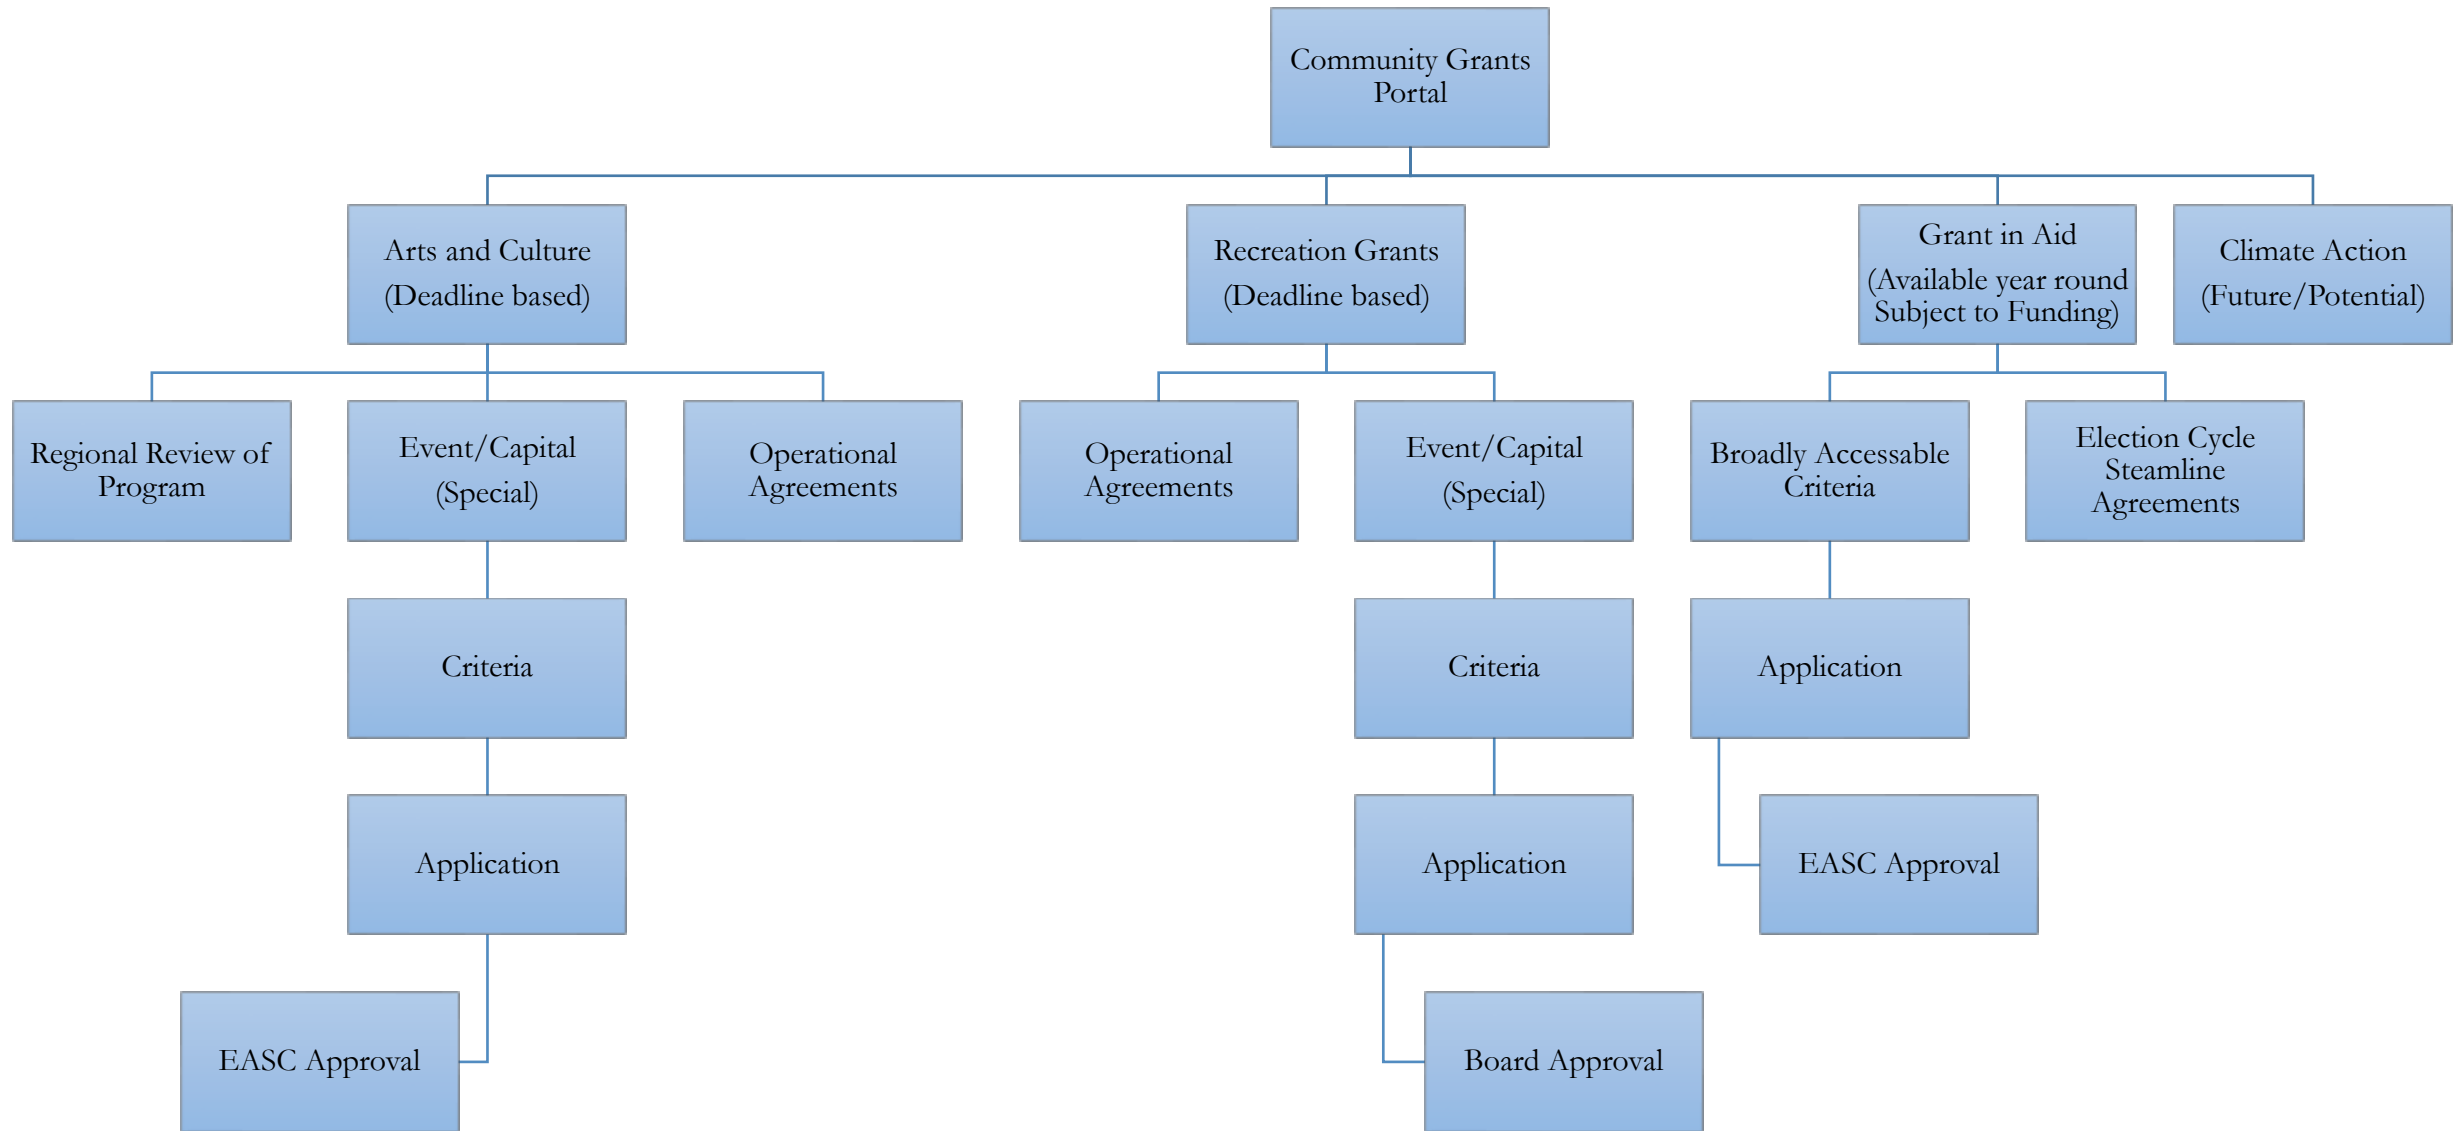 Community Grants
Portal
Arts and Culture
(Deadline based)
Recreation Grants
(Deadline based)
Grant in Aid
(Available year round
Subject to Funding)
Climate Action
(Future/Potential)
Regional Review of
Program
Event/Capital
(Special)
Operational
Agreements
Operational
Agreements
Event/Capital
(Special)
Broadly Accessable
Criteria
Election Cycle
Steamline
Agreements
Criteria
Criteria
Application
Application
Application
EASC Approval
EASC Approval
Board Approval